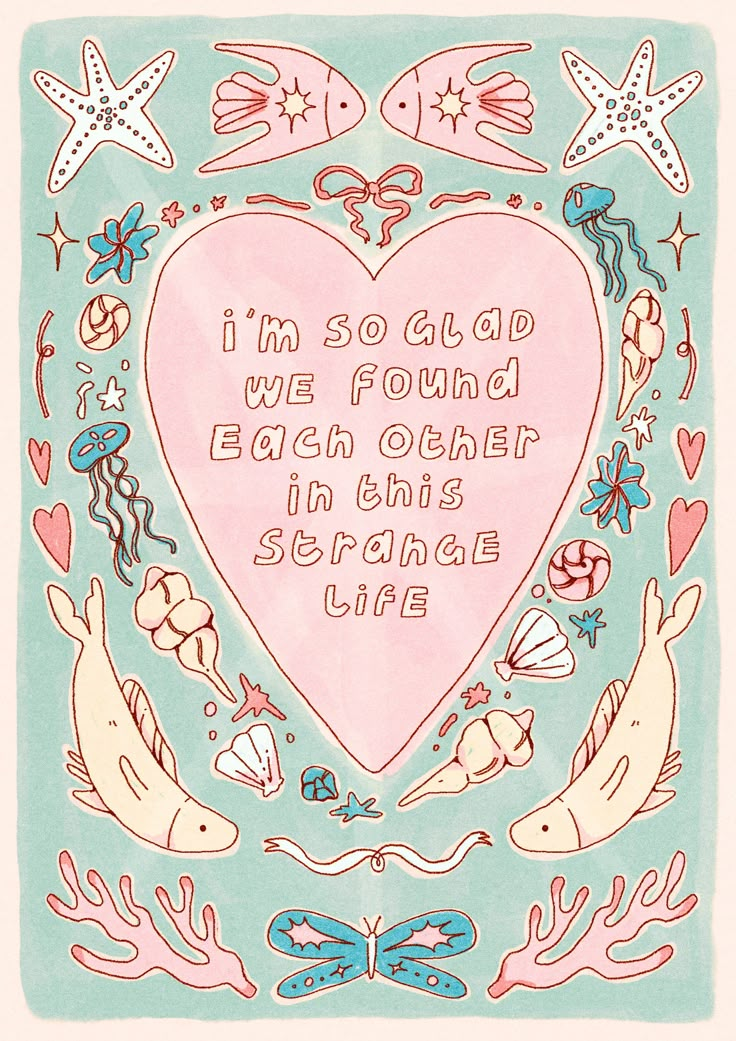 i'm so GLaD
WE FOUnd
Each OthEr
in this
StranGE
LiFE